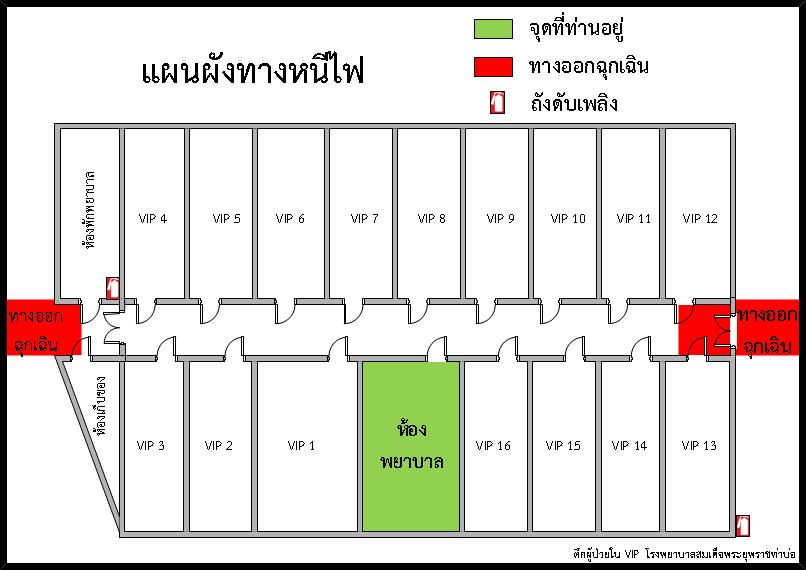 จุดที่ท่านอยู่
แผนผังทางหนีไฟ
ทางออกฉุกเฉิน
ถังดับเพลิง
ห้องพักพยาบาล
VIP 4
VIP 5
VIP 6
VIP 7
VIP 8
VIP 9
VIP 10
VIP 11
VIP 12
ทางออก
ฉุกเฉิน
ทางออก
ฉุกเฉิน
ห้องเก็บของ
VIP 3
VIP 2
VIP 1
ห้อง
พยาบาล
VIP 16
VIP 15
VIP 14
VIP 13
ตึกผู้ป่วยใน VIP โรงพยาบาลสมเด็จพระยุพราชท่าบ่อ